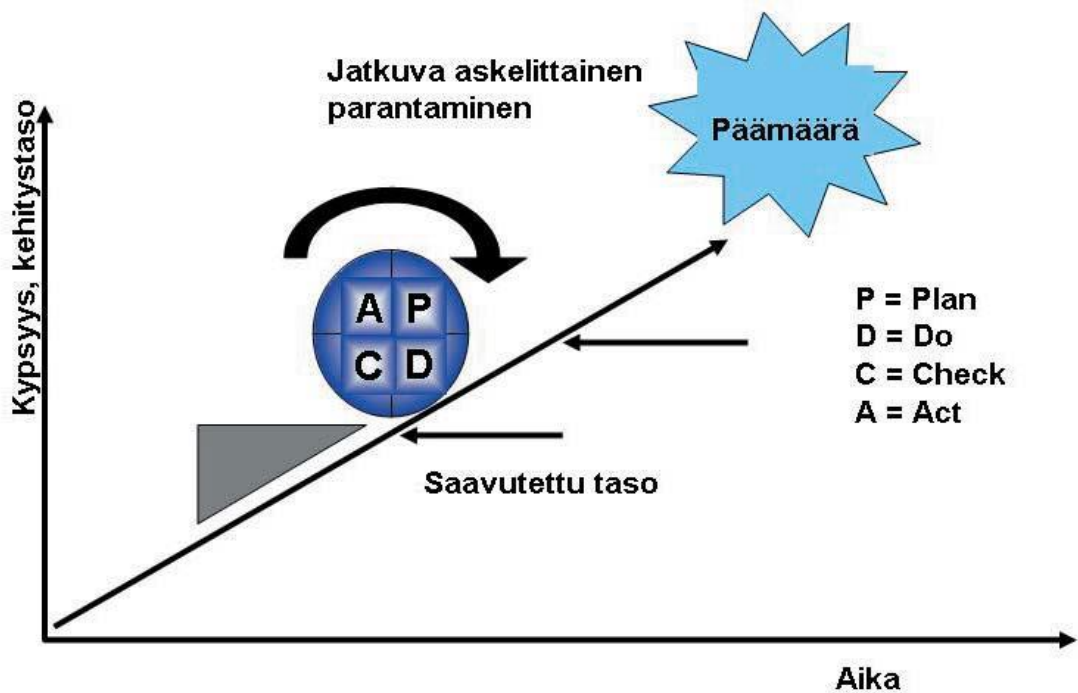 Jatkuva askelittainen
parantaminen
Päämäärä
Kypsyys, kehitystaso
A P
C D
P = Plan
D = Do
C = Check
A = Act
Saavutettu taso
Aika